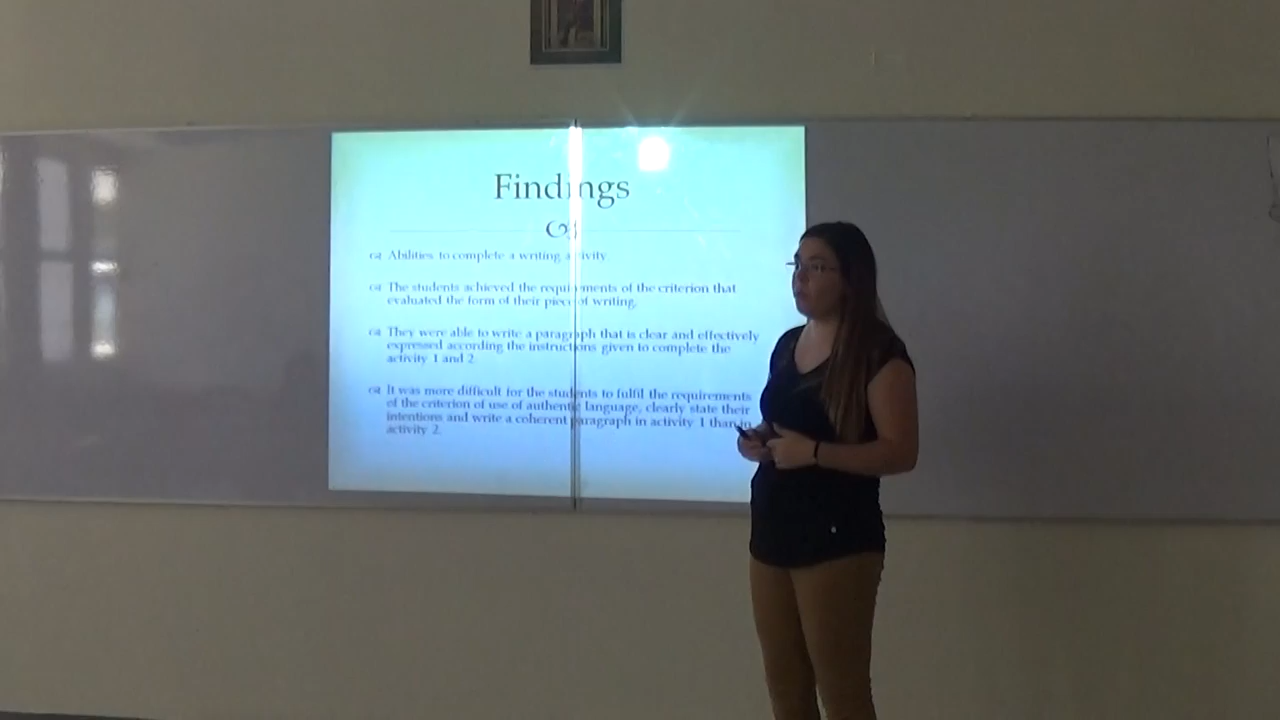 Findings
Abilities to complete a writing activity.
The students achieved the requirements of the criterion that
evaluated the form of their piece of writing.
They were able to write a paragraph that is clear and effectively
expressed according the instructions given to complete the
activity 1 and 2.
It was more difficult for the students to fulfil the requirements
of the criterion of use of authentic language, clearly state their
intentions and write a coherent paragraph in activity 1 than in
activity 2.